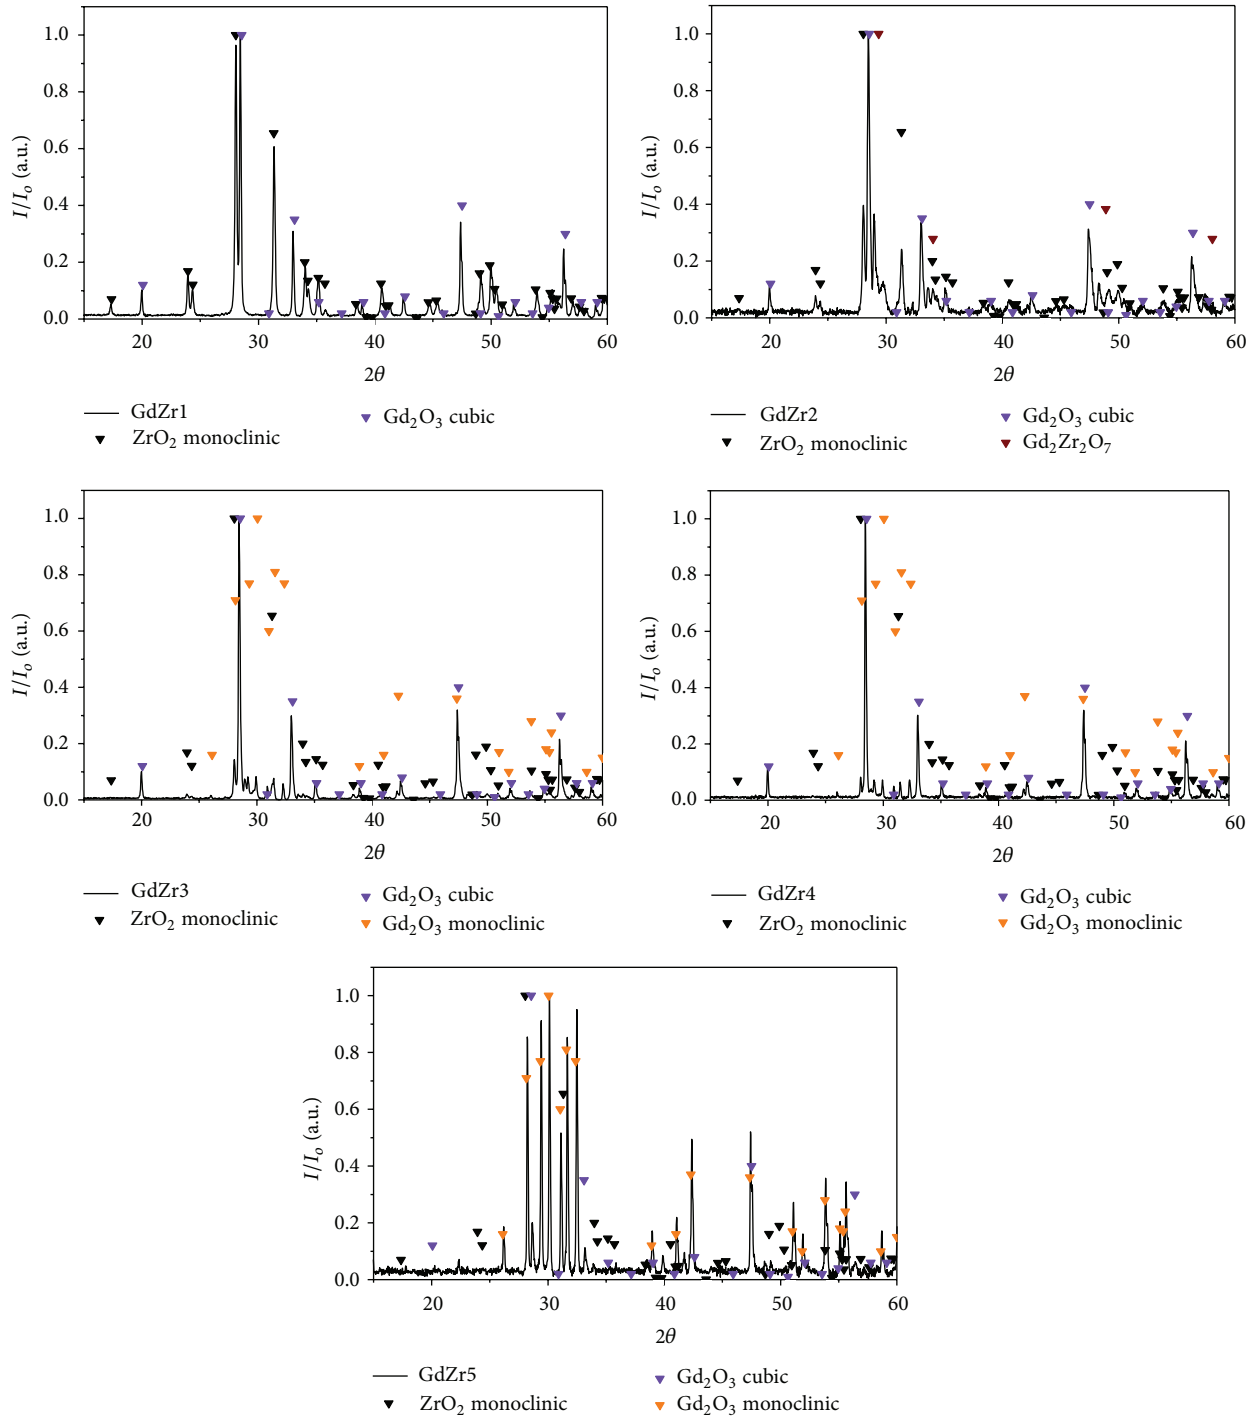 1.0
0.8
0.6
0.4
0.2
0.0
I/Iₒ (a.u.)
20 30 40 50 60
2θ
GdZr1
ZrO₂ monoclinic
Gd₂O₃ cubic
1.0
0.8
0.6
0.4
0.2
0.0
I/Iₒ (a.u.)
20 30 40 50 60
2θ
GdZr2
ZrO₂ monoclinic
Gd₂O₃ cubic
Gd₂Zr₂O₇
1.0
0.8
0.6
0.4
0.2
0.0
I/Iₒ (a.u.)
20 30 40 50 60
2θ
GdZr3
ZrO₂ monoclinic
Gd₂O₃ cubic
Gd₂O₃ monoclinic
1.0
0.8
0.6
0.4
0.2
0.0
I/Iₒ (a.u.)
20 30 40 50 60
2θ
GdZr4
ZrO₂ monoclinic
Gd₂O₃ cubic
Gd₂O₃ monoclinic
1.0
0.8
0.6
0.4
0.2
0.0
I/Iₒ (a.u.)
20 30 40 50 60
2θ
GdZr5
ZrO₂ monoclinic
Gd₂O₃ cubic
Gd₂O₃ monoclinic